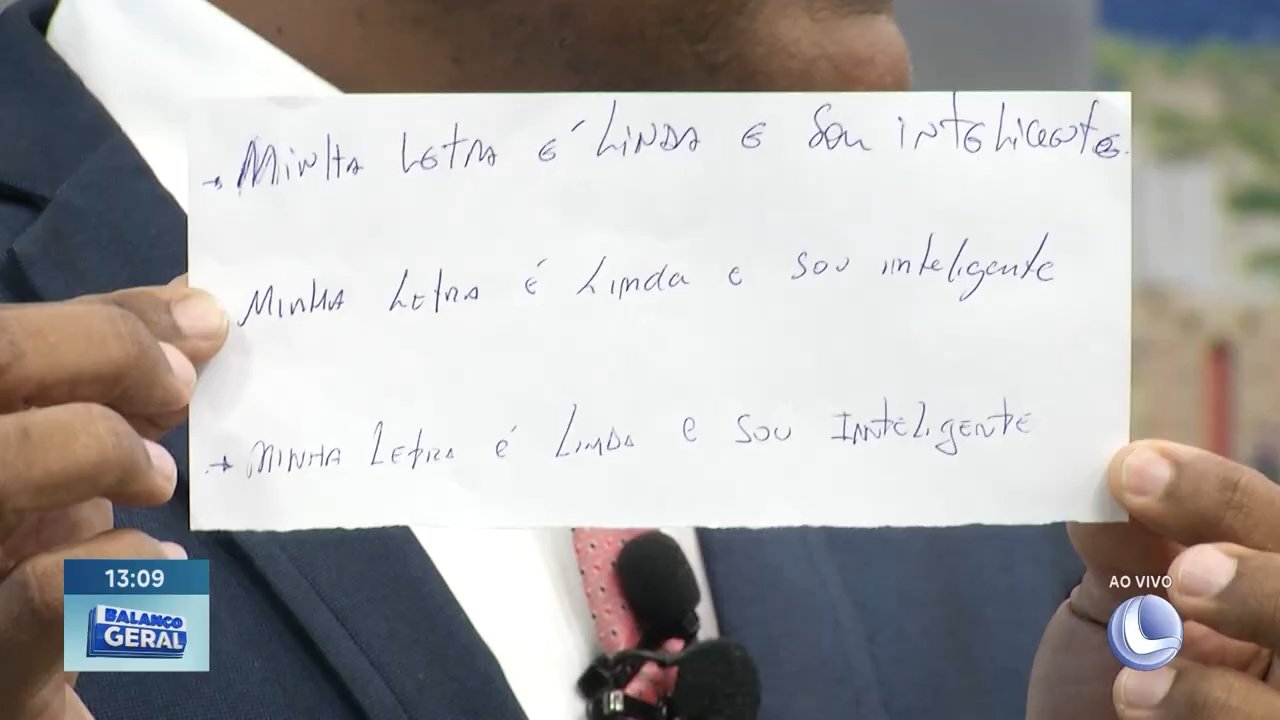 → MINHA LETRA É LINDA E SOU INTELIGENTE.
MINHA LETRA É Linda e sou inteligente
→ MINHA LETRA É LINDA e SOU INTELIGENTE
13:09
BALANÇO
GERAL
AO VIVO